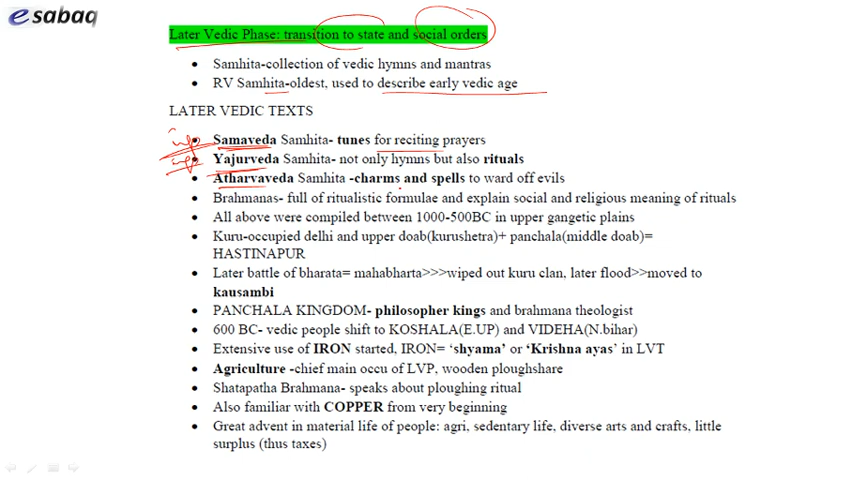 esabaq
Later Vedic Phase: transition to state and social orders
• Samhita-collection of vedic hymns and mantras
• RV Samhita-oldest, used to describe early vedic age
LATER VEDIC TEXTS
• Samaveda Samhita- tunes for reciting prayers
• Yajurveda Samhita- not only hymns but also rituals
• Atharvaveda Samhita -charms and spells to ward off evils
• Brahmanas- full of ritualistic formulae and explain social and religious meaning of rituals
• All above were compiled between 1000-500BC in upper gangetic plains
• Kuru-occupied delhi and upper doab(kurushetra)+ panchala(middle doab)=
HASTINAPUR
• Later battle of bharata= mahabharta>>>wiped out kuru clan, later flood>>moved to
kausambi
• PANCHALA KINGDOM- philosopher kings and brahmana theologist
• 600 BC- vedic people shift to KOSHALA(E.UP) and VIDEHA(N.bihar)
• Extensive use of IRON started, IRON= ‘shyama’ or ‘Krishna ayas’ in LVT
• Agriculture -chief main occu of LVP, wooden ploughshare
• Shatapatha Brahmana- speaks about ploughing ritual
• Also familiar with COPPER from very beginning
• Great advent in material life of people: agri, sedentary life, diverse arts and crafts, little
surplus (thus taxes)